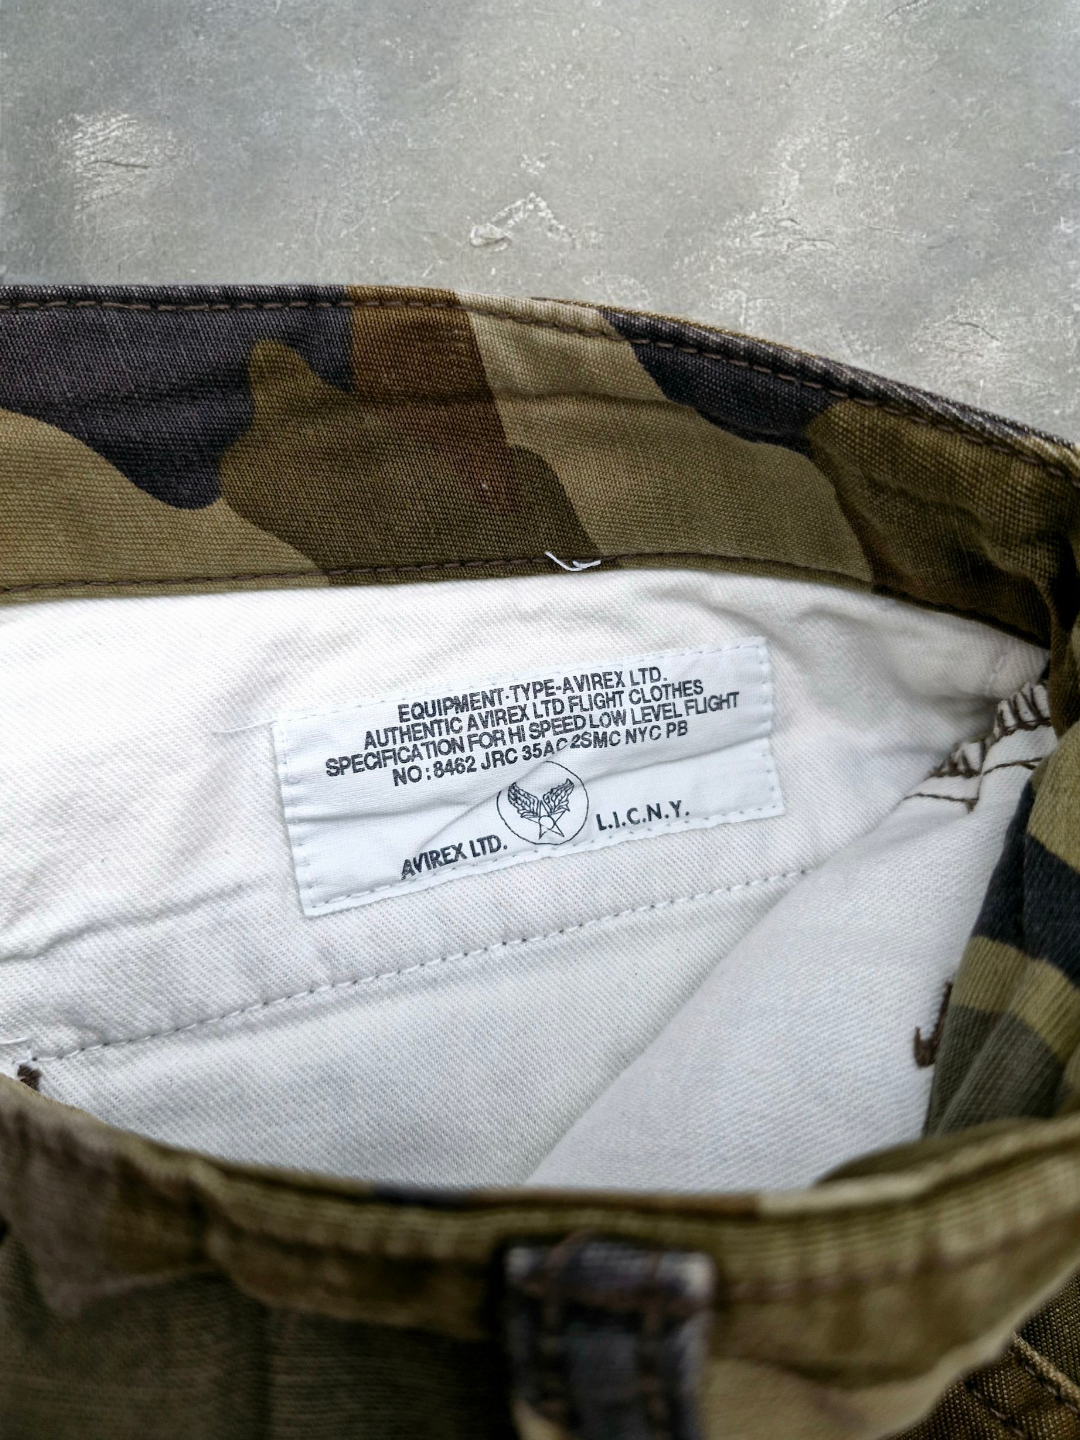 EQUIPMENT-TYPE-AVIREX LTD.
AUTHENTIC AVIREX LTD FLIGHT CLOTHES
SPECIFICATION FOR HI SPEED LOW LEVEL FLIGHT
NO: 8462 JRC 35AC 2SMC NYC PB
AVIREX LTD. L.I.C.N.Y.